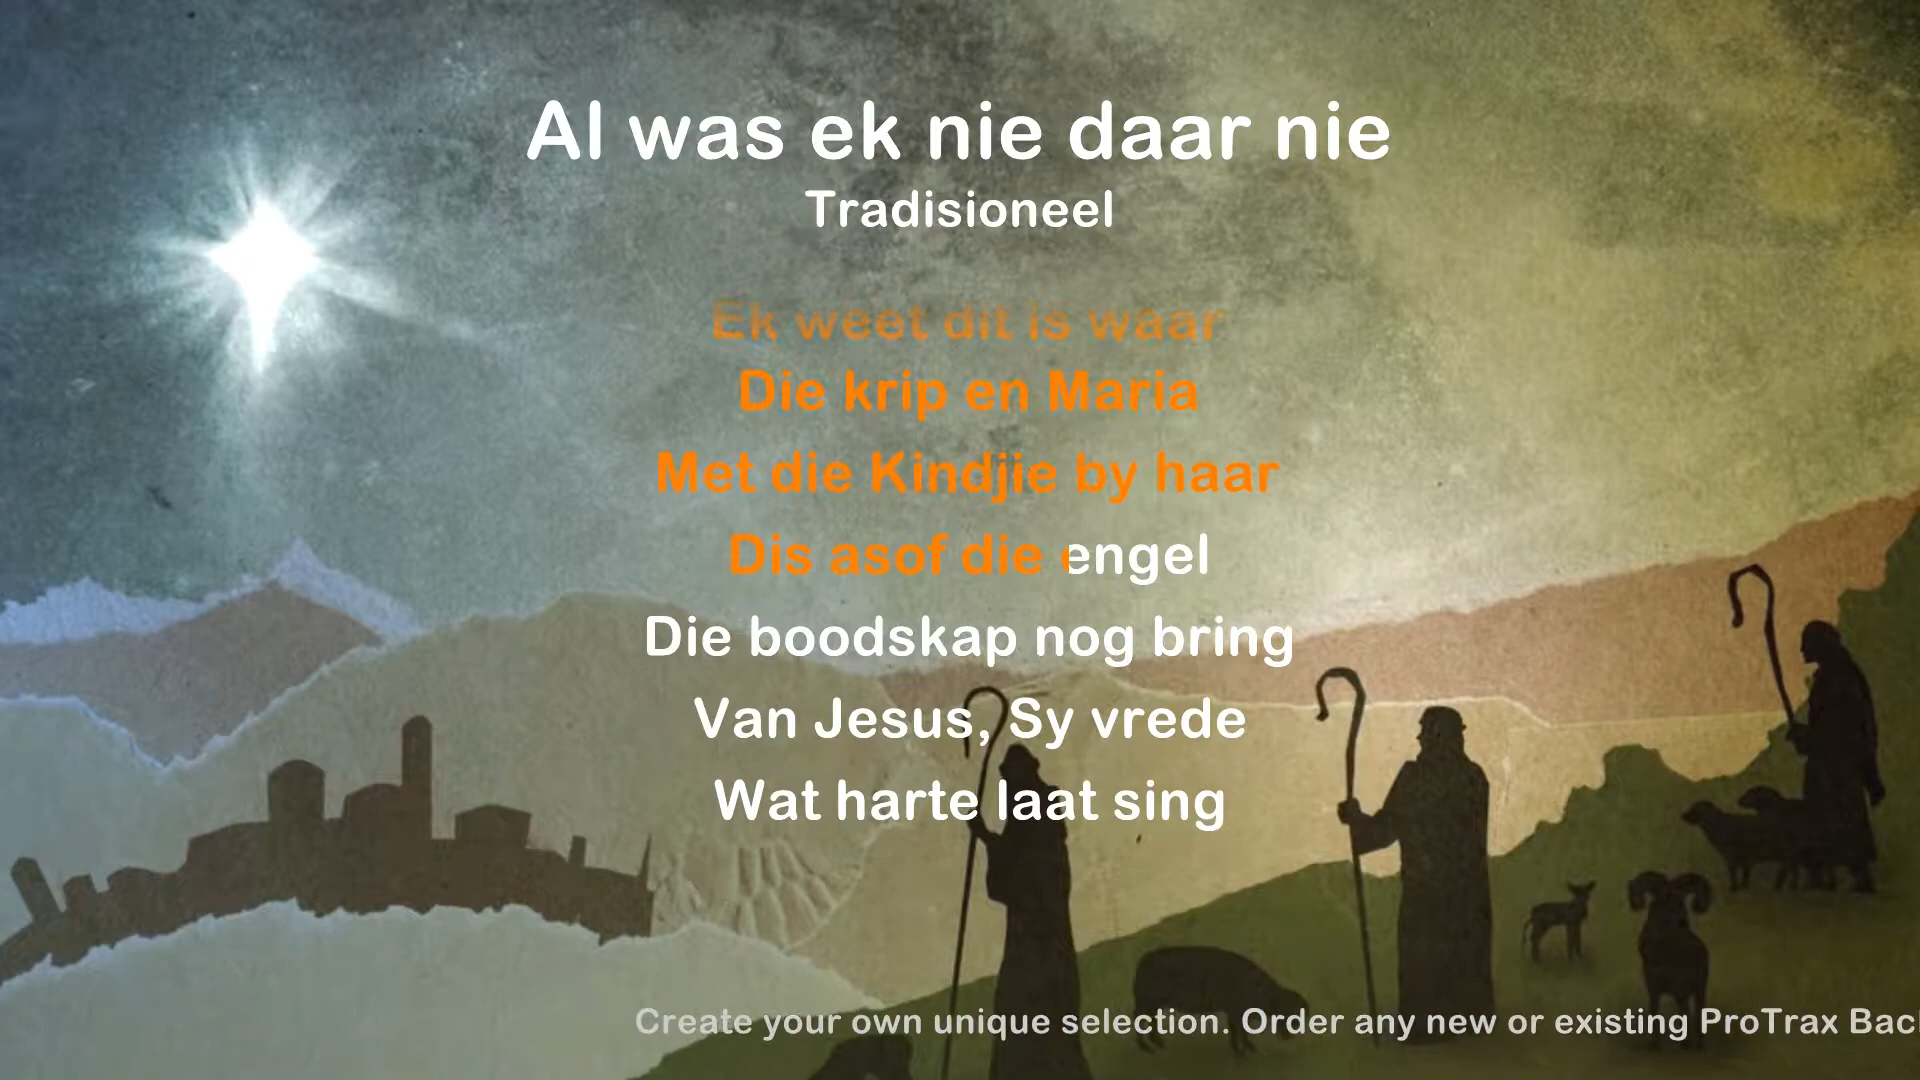 Al was ek nie daar nie
Tradisioneel
Ek weet dit is waar
Die krip en Maria
Met die Kindjie by haar
Dis asof die engel
Die boodskap nog bring
Van Jesus, Sy vrede
Wat harte laat sing
Create your own unique selection. Order any new or existing ProTrax